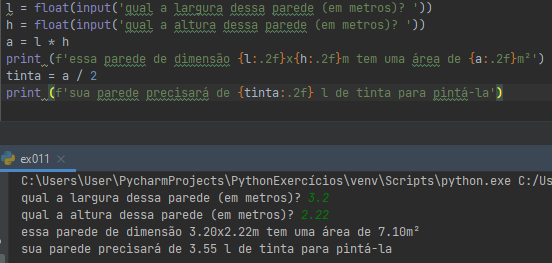 l = float(input('qual a largura dessa parede (em metros)? '))
h = float(input('qual a altura dessa parede (em metros)? '))
a = l * h
print (f'essa parede de dimensão {l:.2f}x{h:.2f}m tem uma área de {a:.2f}m²')
tinta = a / 2
print (f'sua parede precisará de {tinta:.2f} l de tinta para pintá-la')
ex011 ×
C:\Users\User\PycharmProjects\PythonExercícios\venv\Scripts\python.exe C:/Us
qual a largura dessa parede (em metros)? 3.2
qual a altura dessa parede (em metros)? 2.22
essa parede de dimensão 3.20x2.22m tem uma área de 7.10m²
sua parede precisará de 3.55 l de tinta para pintá-la